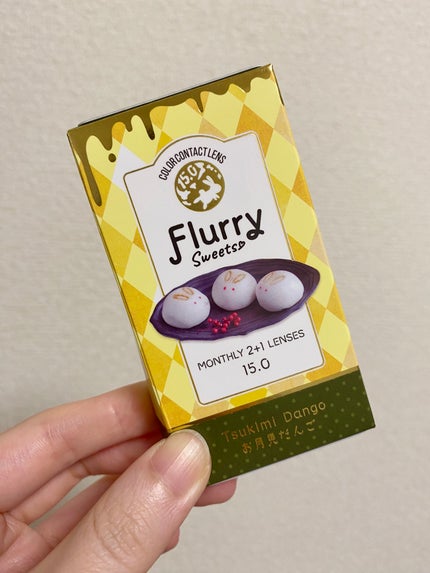 COLOR CONTACT LENS
15.0
Flurry
Sweets
MONTHLY 2+1 LENSES
15.0
Tsukimi Dango
お月見だんご